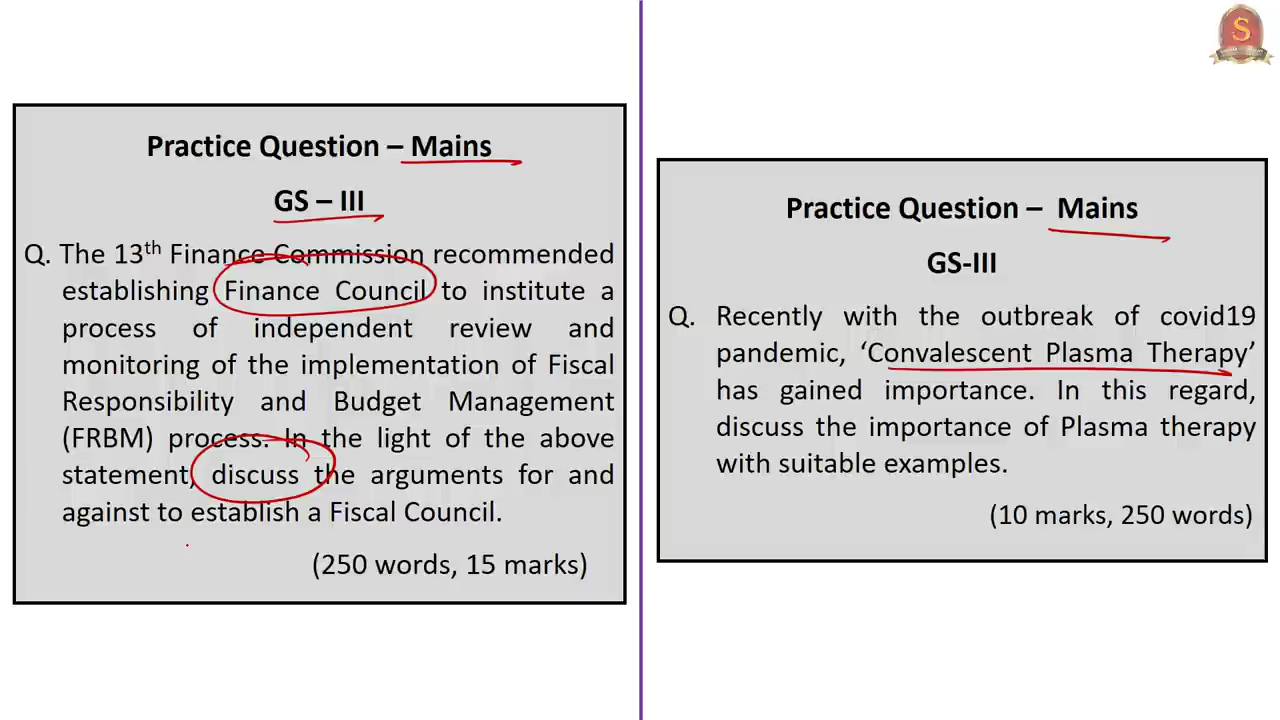 Practice Question – Mains
GS – III
Q. The 13th Finance Commission recommended
establishing Finance Council to institute a
process of independent review and
monitoring of the implementation of Fiscal
Responsibility and Budget Management
(FRBM) process. In the light of the above
statement, discuss the arguments for and
against to establish a Fiscal Council.
(250 words, 15 marks)
Practice Question – Mains
GS-III
Q. Recently with the outbreak of covid19
pandemic, ‘Convalescent Plasma Therapy’
has gained importance. In this regard,
discuss the importance of Plasma therapy
with suitable examples.
(10 marks, 250 words)
S